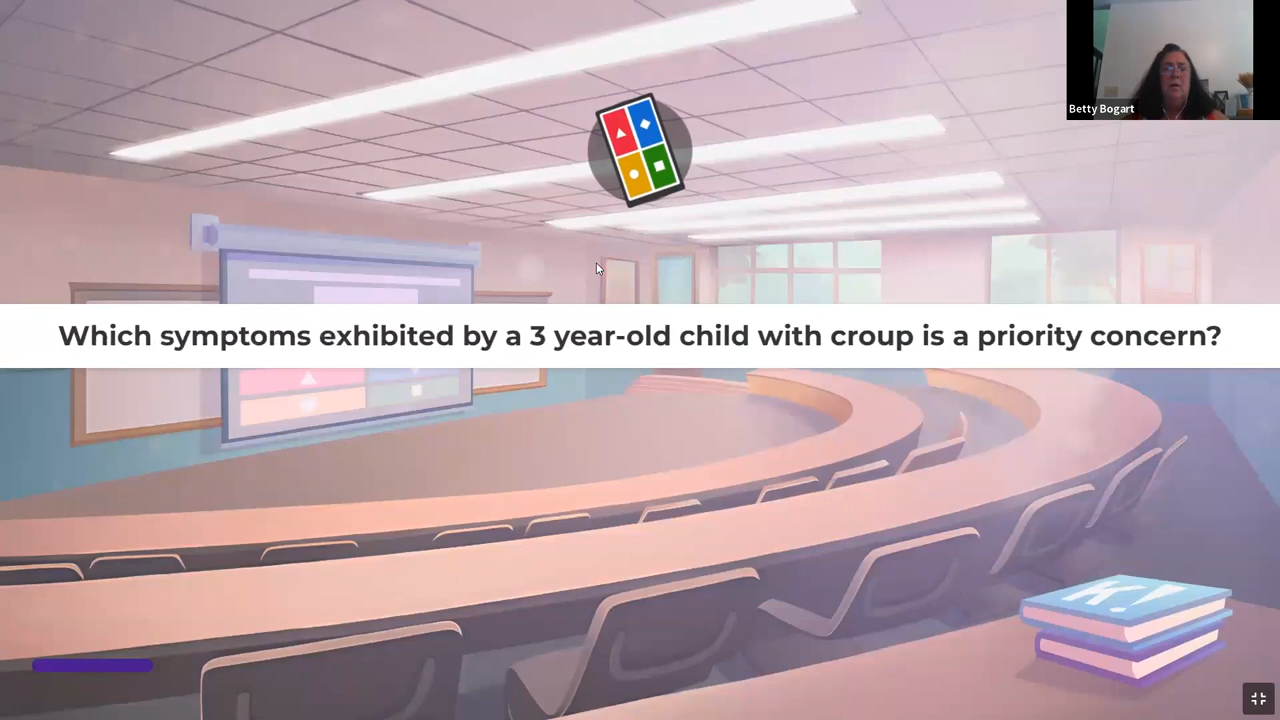 Betty Bogart
Which symptoms exhibited by a 3 year-old child with croup is a priority concern?
K!